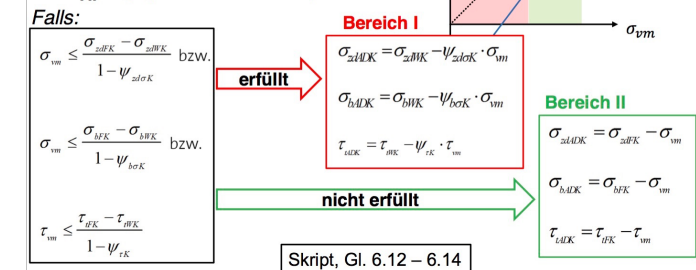 Falls:
σ_vm ≤ (σ_zdFK − σ_zdWK) / (1 − ψ_zdσK) bzw.
σ_vm ≤ (σ_bFK − σ_bWK) / (1 − ψ_bσK) bzw.
τ_vm ≤ (τ_tFK − τ_tWK) / (1 − ψ_τK)
erfüllt
nicht erfüllt
Bereich I
σ_zdADK = σ_zdWK − ψ_zdσK · σ_vm
σ_bADK = σ_bWK − ψ_bσK · σ_vm
τ_tADK = τ_tWK − ψ_τK · τ_vm
σ_vm
Bereich II
σ_zdADK = σ_zdFK − σ_vm
σ_bADK = σ_bFK − σ_vm
τ_tADK = τ_tFK − τ_vm
Skript, Gl. 6.12 – 6.14